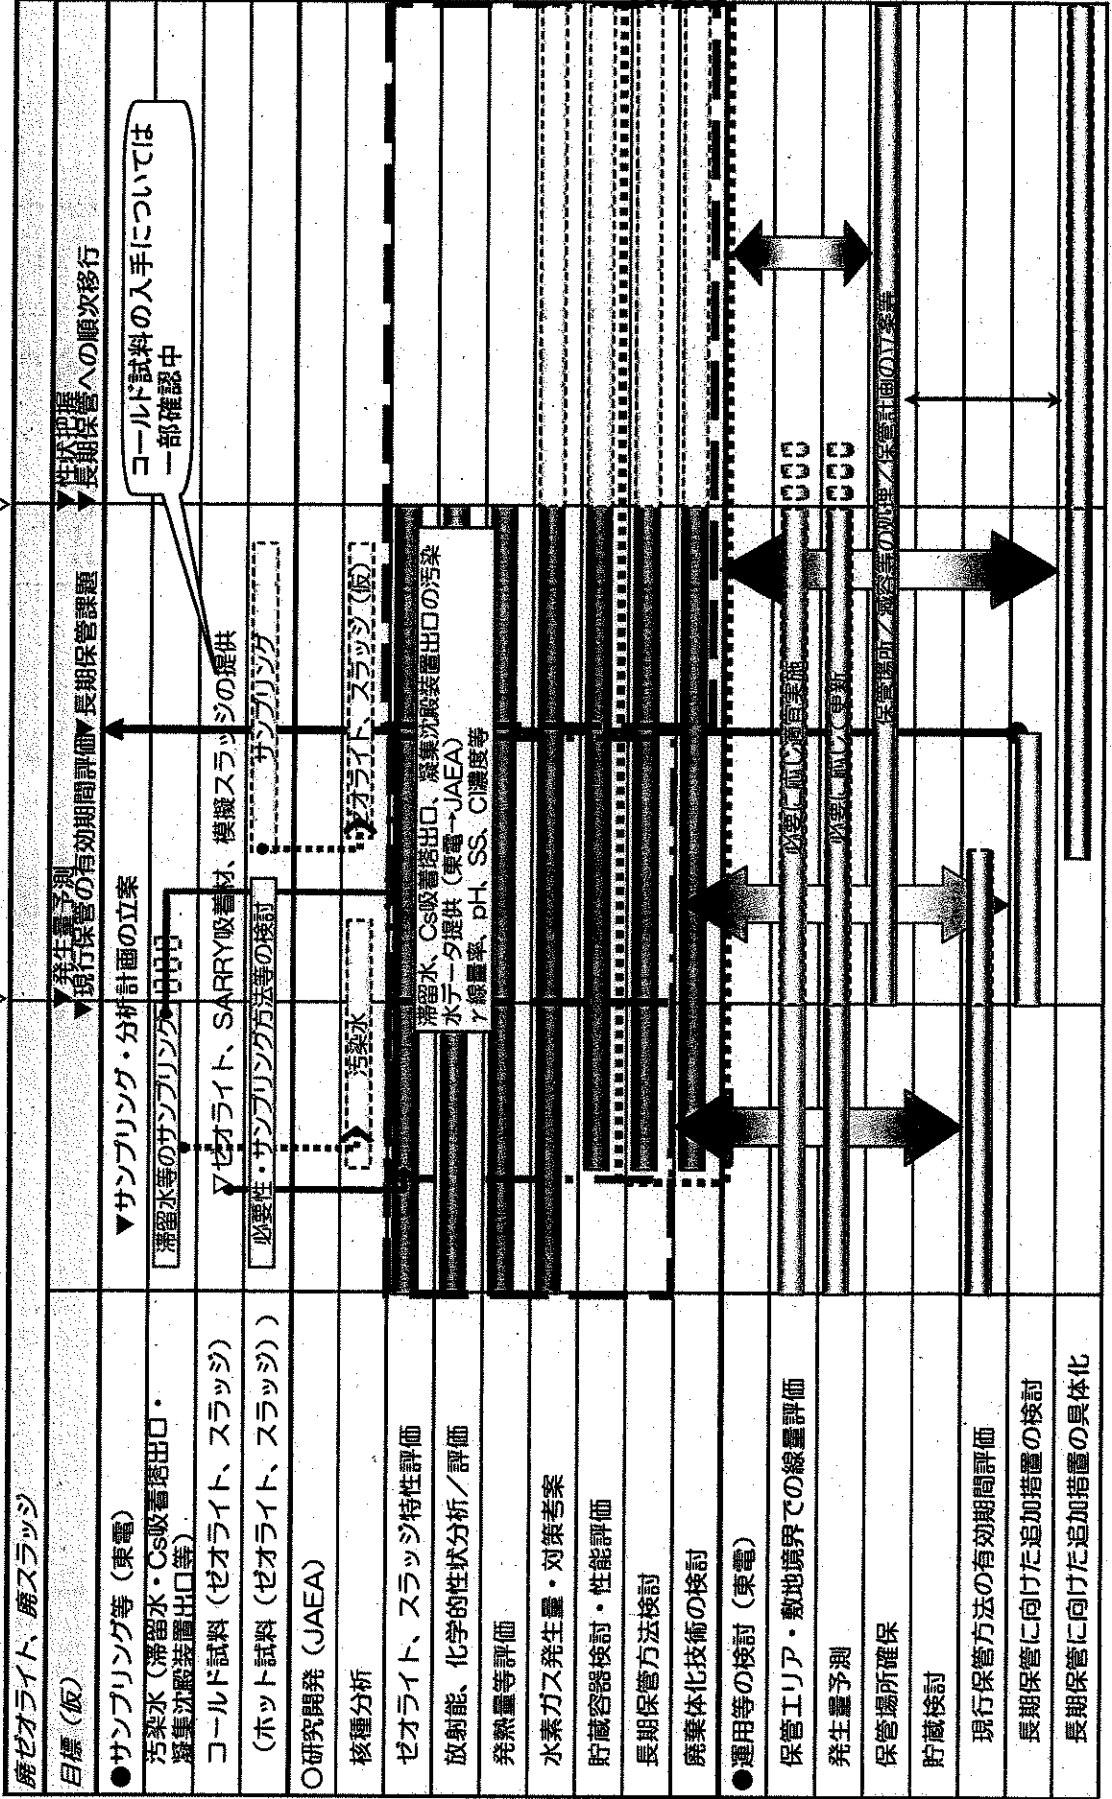 廃ゼオライト、廃スラッジ
目標（仮）
▼発生量予測
▼現行保管の有効期間評価
▼長期保管課題
▼性状把握
▼長期保管への順次移行
●サンプリング等（東電）
▼サンプリング・分析計画の立案
汚染水（滞留水・Cs吸着塔出口・
凝集沈殿装置出口等）
滞留水等のサンプリング
コールド試料（ゼオライト、スラッジ）
▽ゼオライト、SARRY吸着材、模擬スラッジの提供
コールド試料の入手については
一部確認中
（ホット試料（ゼオライト、スラッジ））
必要性・サンプリング方法等の検討
サンプリング
○研究開発（JAEA）
核種分析
汚染水
ゼオライト、スラッジ（仮）
ゼオライト、スラッジ特性評価
滞留水、Cs吸着塔出口、凝集沈殿装置出口の汚染
水データ提供（東電→JAEA）
γ線量率、pH、SS、Cl濃度等
放射能、化学的性状分析／評価
発熱量等評価
水素ガス発生量・対策考案
貯蔵容器検討・性能評価
長期保管方法検討
廃棄体化技術の検討
●運用等の検討（東電）
保管エリア・敷地境界での線量評価
必要に応じ適宜実施
発生量予測
必要に応じて更新
保管場所確保
保管場所／減容等の処理／保管計画の立案等
貯蔵検討
現行保管方法の有効期間評価
長期保管に向けた追加措置の検討
長期保管に向けた追加措置の具体化